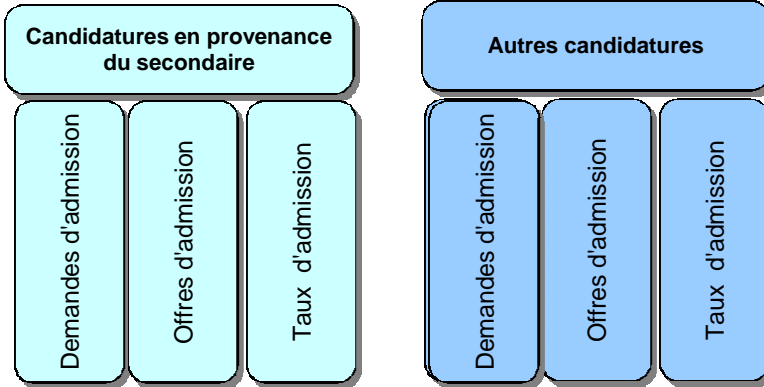 Candidatures en provenance
du secondaire
Autres candidatures
Demandes d'admission
Offres d'admission
Taux d'admission
Demandes d'admission
Offres d'admission
Taux d'admission